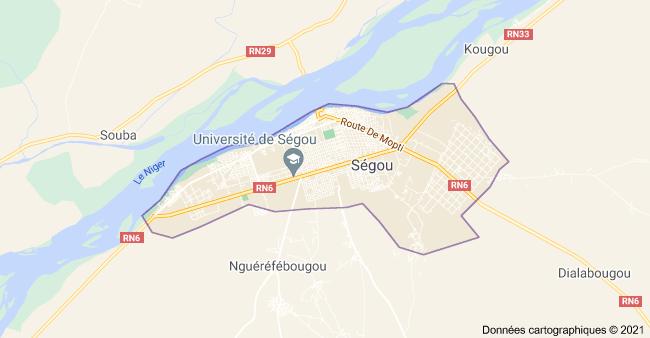 RN33
Kougou
RN29
Route De Mopti
Souba
Université de Ségou
Ségou
Le Niger
RN6
RN6
RN6
Nguéréfébougou
Dialabougou
RN6
Données cartographiques © 2021